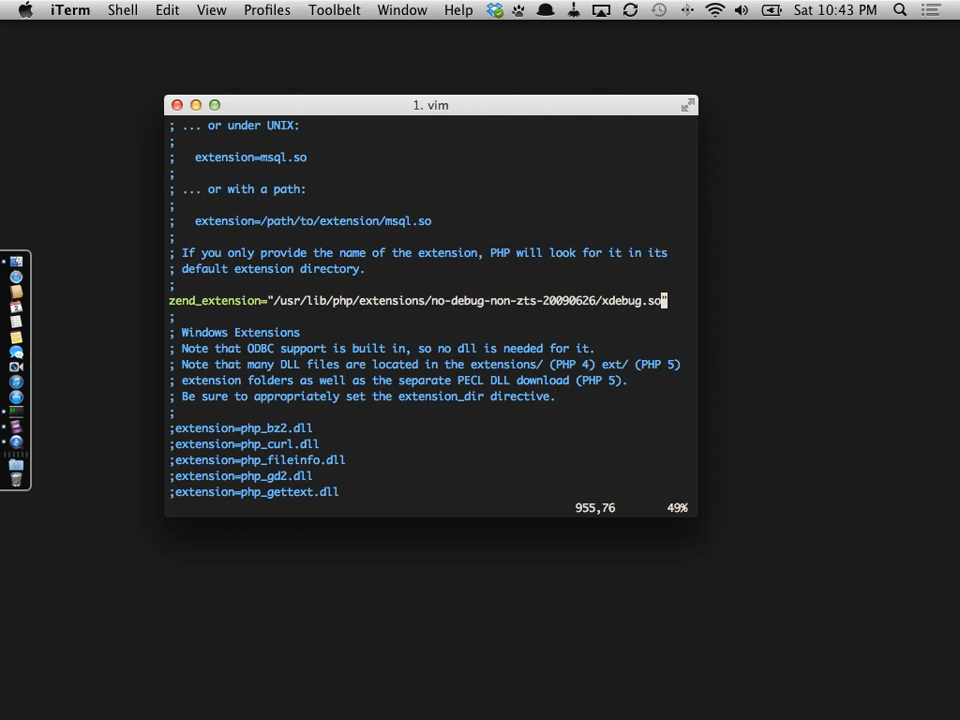 iTerm Shell Edit View Profiles Toolbelt Window Help Sat 10:43 PM
1. vim
; ... or under UNIX:
;
;   extension=msql.so
;
; ... or with a path:
;
;   extension=/path/to/extension/msql.so
;
; If you only provide the name of the extension, PHP will look for it in its
; default extension directory.
;
zend_extension="/usr/lib/php/extensions/no-debug-non-zts-20090626/xdebug.so"
;
; Windows Extensions
; Note that ODBC support is built in, so no dll is needed for it.
; Note that many DLL files are located in the extensions/ (PHP 4) ext/ (PHP 5)
; extension folders as well as the separate PECL DLL download (PHP 5).
; Be sure to appropriately set the extension_dir directive.
;
;extension=php_bz2.dll
;extension=php_curl.dll
;extension=php_fileinfo.dll
;extension=php_gd2.dll
;extension=php_gettext.dll
955,76 49%